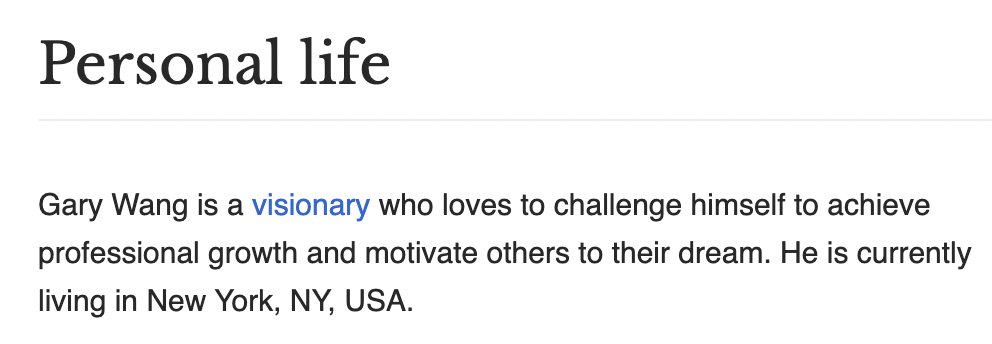 Personal life
Gary Wang is a visionary who loves to challenge himself to achieve
professional growth and motivate others to their dream. He is currently
living in New York, NY, USA.